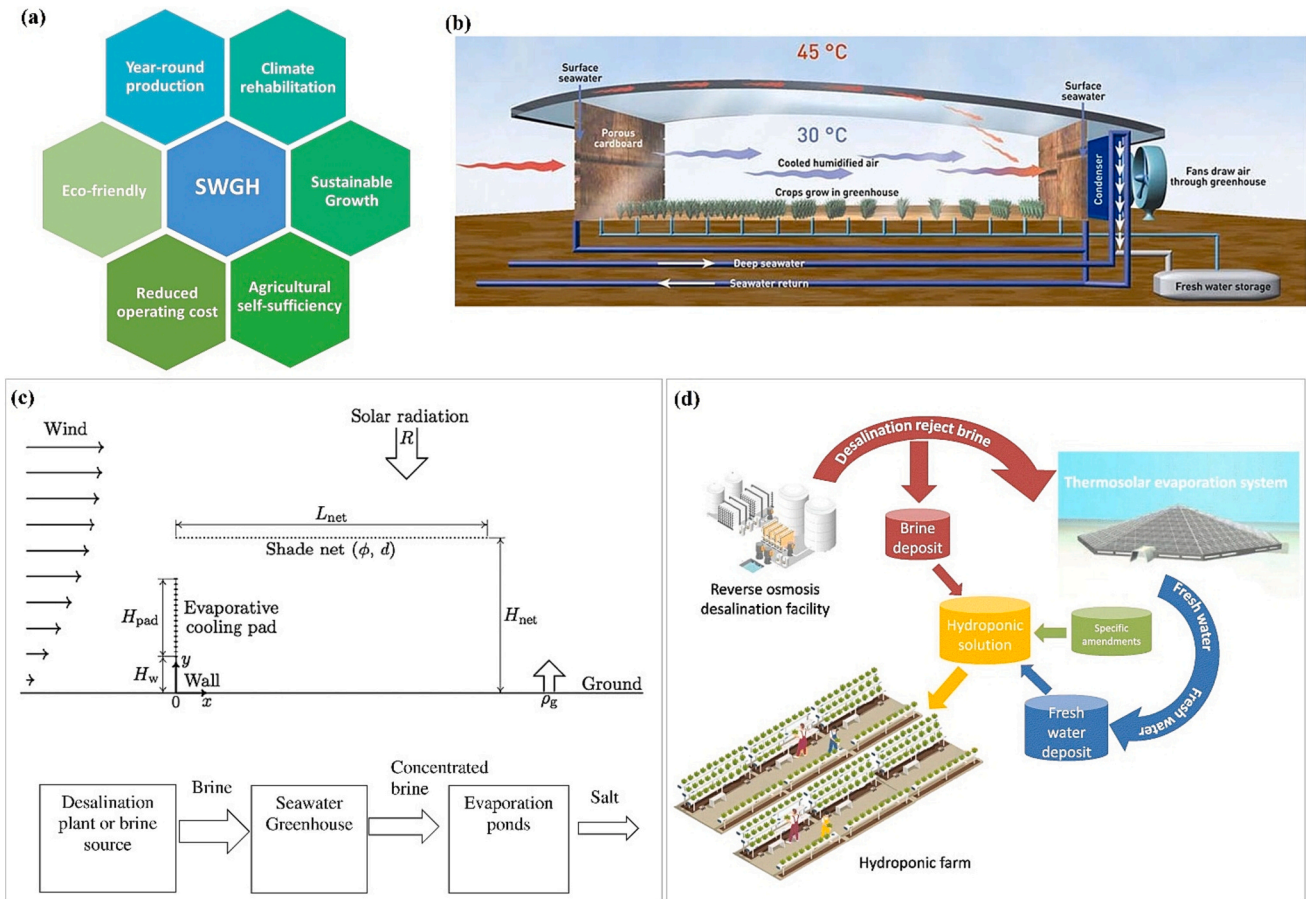 (a)
Year-round
production
Climate
rehabilitation
Eco-friendly
SWGH
Sustainable
Growth
Reduced
operating cost
Agricultural
self-sufficiency
(b)
45 °C
Surface
seawater
Surface
seawater
Porous
cardboard
30 °C
Cooled humidified air
Crops grow in greenhouse
Condenser
Fans draw air
through greenhouse
Deep seawater
Seawater return
Fresh water storage
(c)
Wind
Solar radiation
R
L_net
Shade net (ϕ, d)
H_pad
Evaporative
cooling pad
H_net
H_w
y
Wall
0
x
ρ_g
Ground
Desalination
plant or brine
source
Brine
Seawater
Greenhouse
Concentrated
brine
Evaporation
ponds
Salt
(d)
Desalination reject brine
Thermosolar evaporation system
Brine
deposit
Reverse osmosis
desalination facility
Hydroponic
solution
Specific
amendments
Fresh water
Fresh water
Fresh
water
deposit
Hydroponic farm